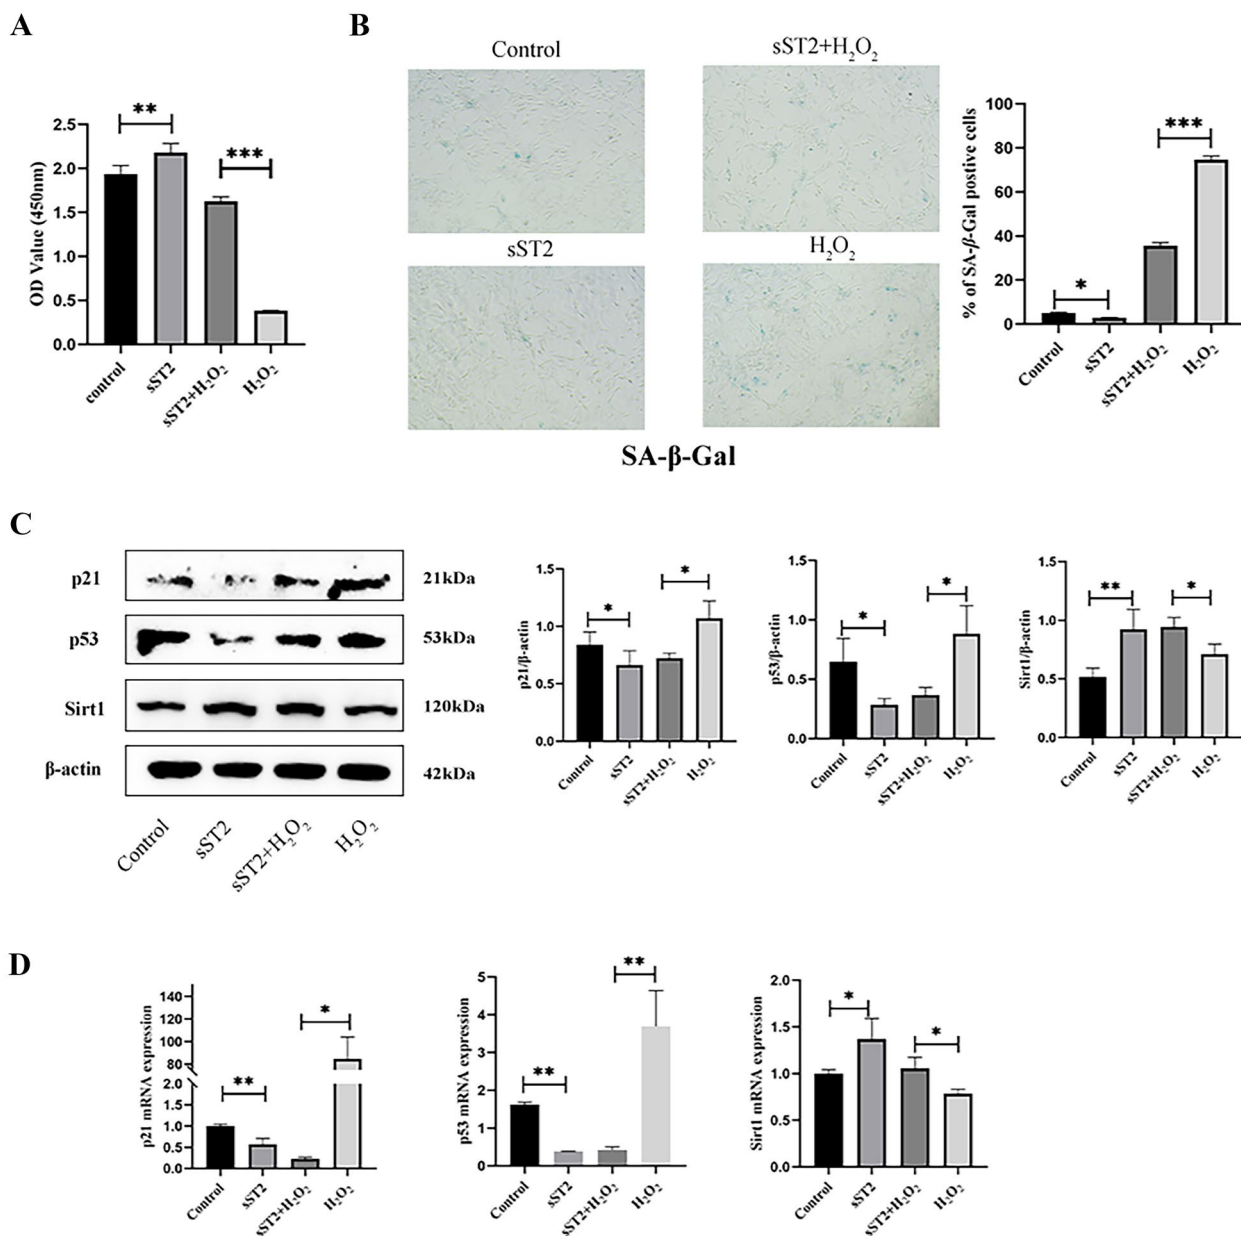 A
OD Value (450nm)
2.5
2.0
1.5
1.0
0.5
0.0
**
***
control
sST2
sST2+H₂O₂
H₂O₂
B
Control
sST2+H₂O₂
sST2
H₂O₂
SA-β-Gal
% of SA-β-Gal postive cells
100
80
60
40
20
0
*
***
Control
sST2
sST2+H₂O₂
H₂O₂
C
p21
21kDa
p53
53kDa
Sirt1
120kDa
β-actin
42kDa
Control
sST2
sST2+H₂O₂
H₂O₂
p21/β-actin
1.5
1.0
0.5
0.0
*
*
Control
sST2
sST2+H₂O₂
H₂O₂
p53/β-actin
1.5
1.0
0.5
0.0
*
*
Control
sST2
sST2+H₂O₂
H₂O₂
Sirt1/β-actin
1.5
1.0
0.5
0.0
**
*
Control
sST2
sST2+H₂O₂
H₂O₂
D
p21 mRNA expression
140
120
100
80
2.0
1.5
1.0
0.5
0.0
**
*
Control
sST2
sST2+H₂O₂
H₂O₂
p53 mRNA expression
5
4
3
2
1
0
**
**
Control
sST2
sST2+H₂O₂
H₂O₂
Sirt1 mRNA expression
2.0
1.5
1.0
0.5
0.0
*
*
Control
sST2
sST2+H₂O₂
H₂O₂